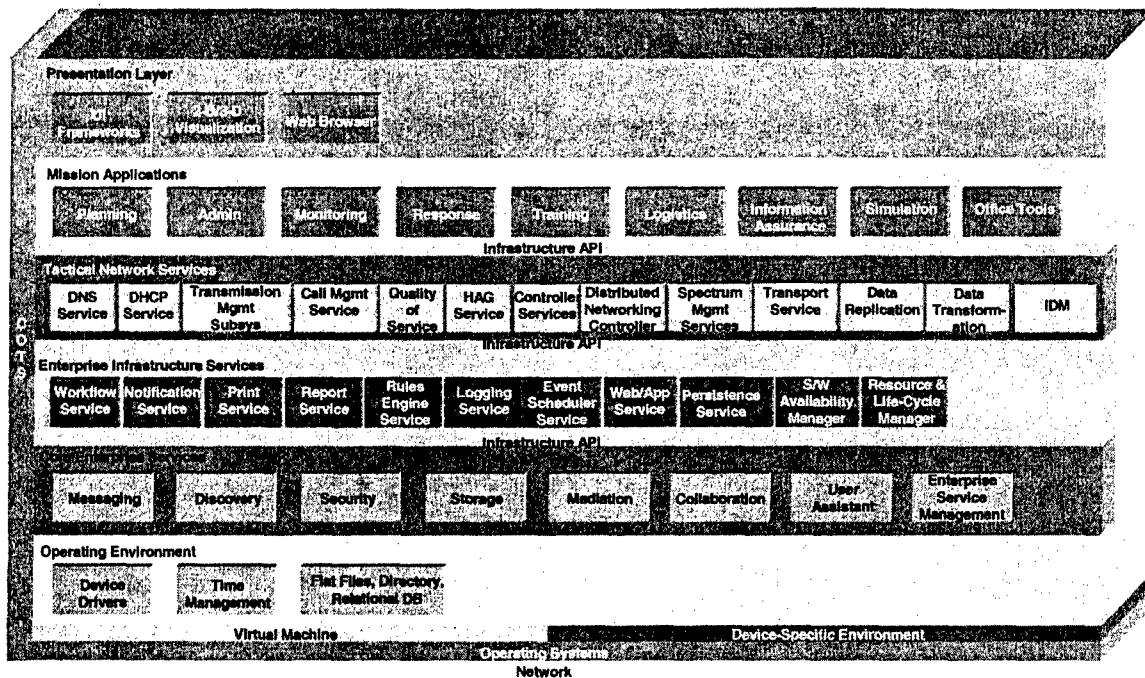 Presentation Layer
Frameworks
Visualization
Web Browser
Mission Applications
Planning
Admin
Monitoring
Response
Training
Logistics
Information
Assurance
Simulation
Office Tools
Infrastructure API
Tactical Network Services
DNS
Service
DHCP
Service
Transmission
Mgmt
Subsys
Call Mgmt
Service
Quality
of
Service
HAG
Service
Controller
Services
Distributed
Networking
Controller
Spectrum
Mgmt
Services
Transport
Service
Data
Replication
Data
Transform-
ation
IDM
Infrastructure API
COTS
Enterprise Infrastructure Services
Workflow
Service
Notification
Service
Print
Service
Report
Service
Rules
Engine
Service
Logging
Service
Event
Scheduler
Service
Web/App
Service
Persistence
Service
S/W
Availability
Manager
Resource &
Life-Cycle
Manager
Infrastructure API
Messaging
Discovery
Security
Storage
Mediation
Collaboration
User
Assistant
Enterprise
Service
Management
Operating Environment
Device
Drivers
Time
Management
Flat Files, Directory,
Relational DB
Virtual Machine
Device-Specific Environment
Operating Systems
Network